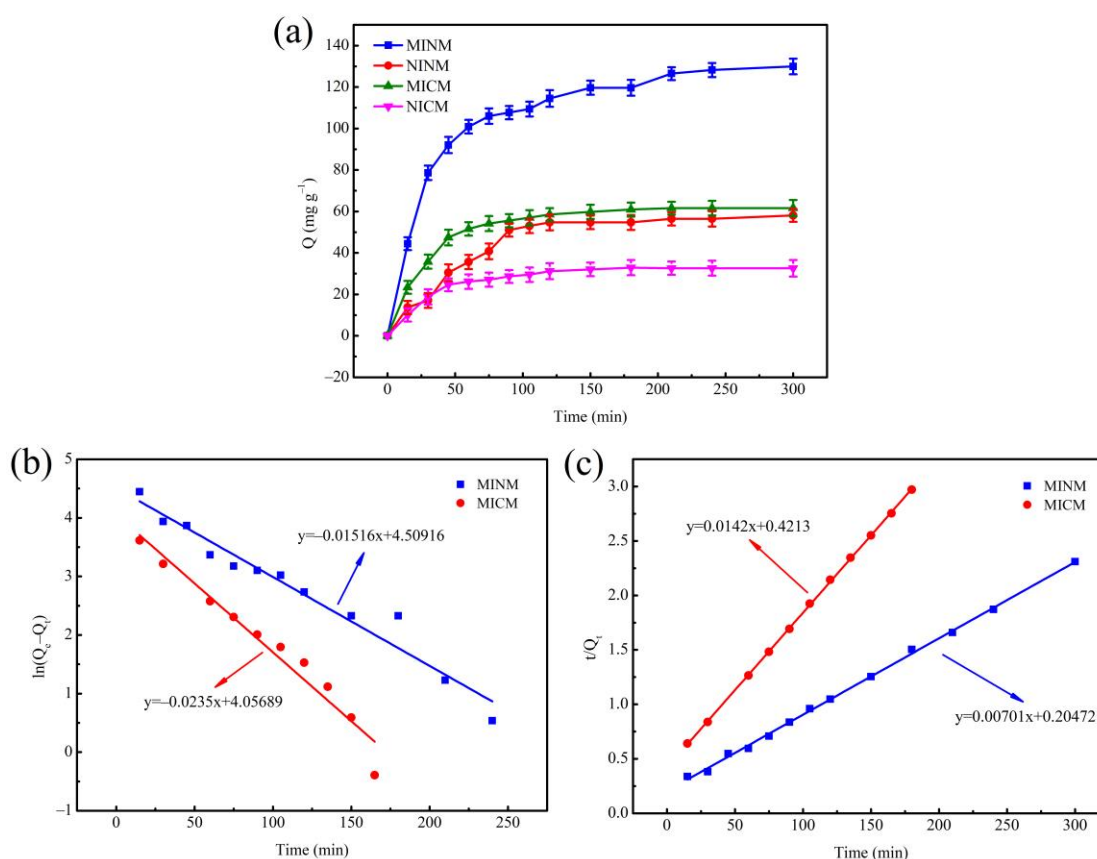 (a)
140
120
100
80
60
40
20
0
–20
Q (mg g⁻¹)
MINM
NINM
MICM
NICM
0 50 100 150 200 250 300
Time (min)
(b)
5
4
3
2
1
0
–1
ln(Qe–Qt)
MINM
MICM
y=–0.01516x+4.50916
y=–0.0235x+4.05689
0 50 100 150 200 250
Time (min)
(c)
3.0
2.5
2.0
1.5
1.0
0.5
0.0
t/Qt
MINM
MICM
y=0.0142x+0.4213
y=0.00701x+0.20472
0 50 100 150 200 250 300
Time (min)